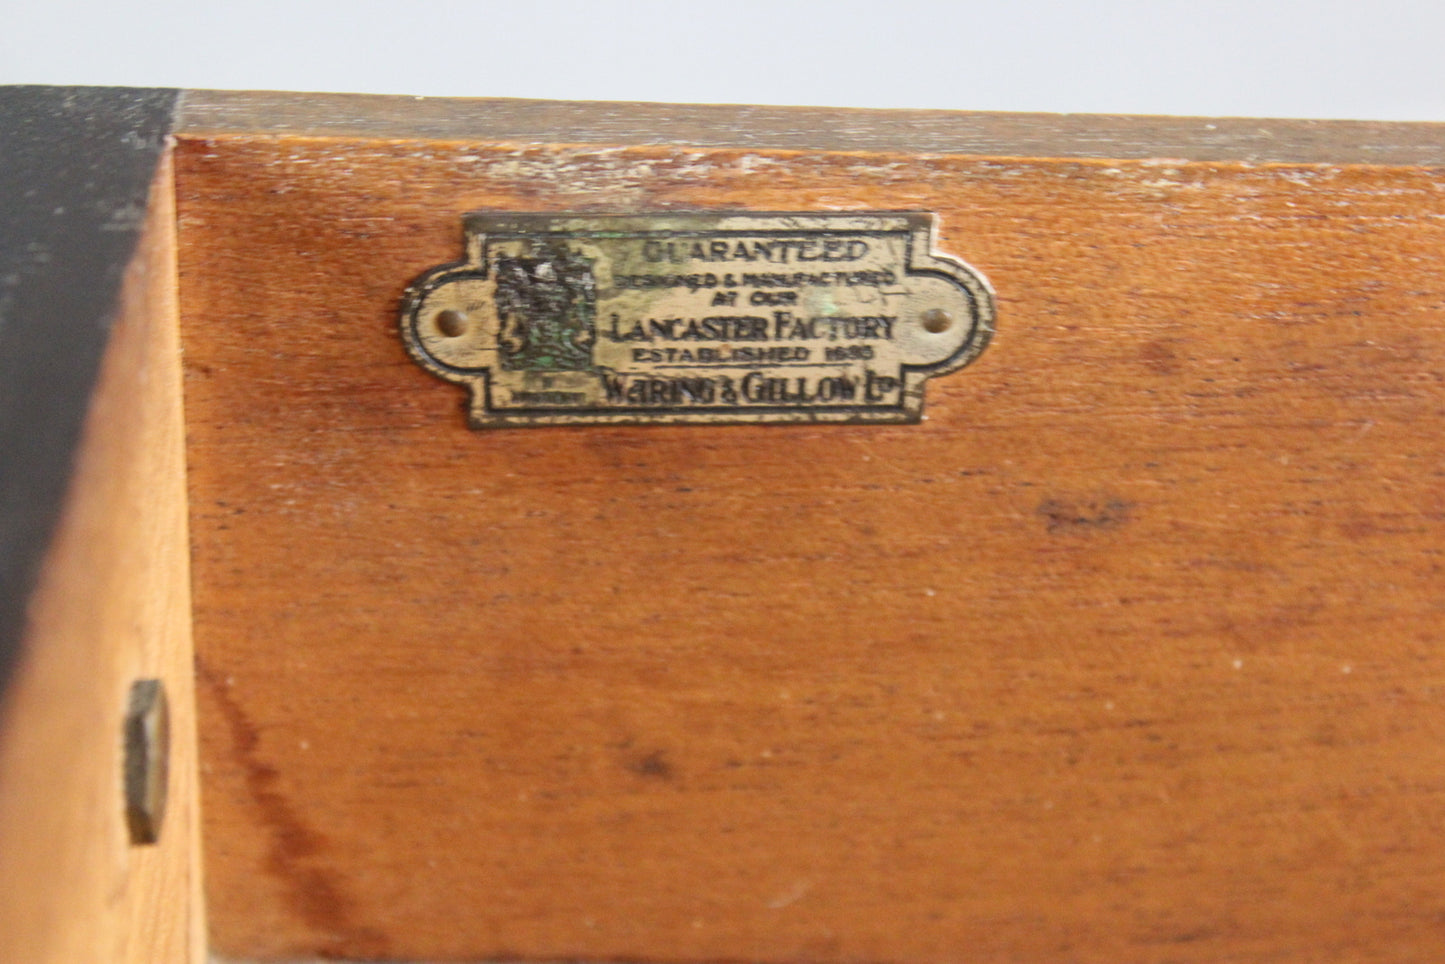 GUARANTEED
DESIGNED & MANUFACTURED
AT OUR
LANCASTER FACTORY
ESTABLISHED 1695
WARING & GILLOW LTD